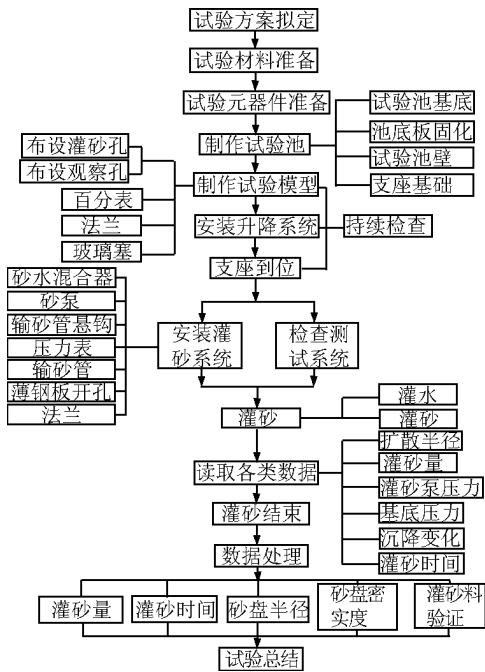 试验方案拟定
试验材料准备
试验元器件准备
制作试验池
试验池基底
池底板固化
试验池壁
支座基础
布设灌砂孔
布设观察孔
百分表
法兰
玻璃塞
制作试验模型
安装升降系统
持续检查
支座到位
砂水混合器
砂泵
输砂管悬钩
压力表
输砂管
薄钢板开孔
法兰
安装灌
砂系统
检查测
试系统
灌砂
灌水
灌砂
读取各类数据
扩散半径
灌砂量
灌砂泵压力
基底压力
沉降变化
灌砂时间
灌砂结束
数据处理
灌砂量
灌砂时间
砂盘半径
砂盘密
实度
灌砂料
验证
试验总结